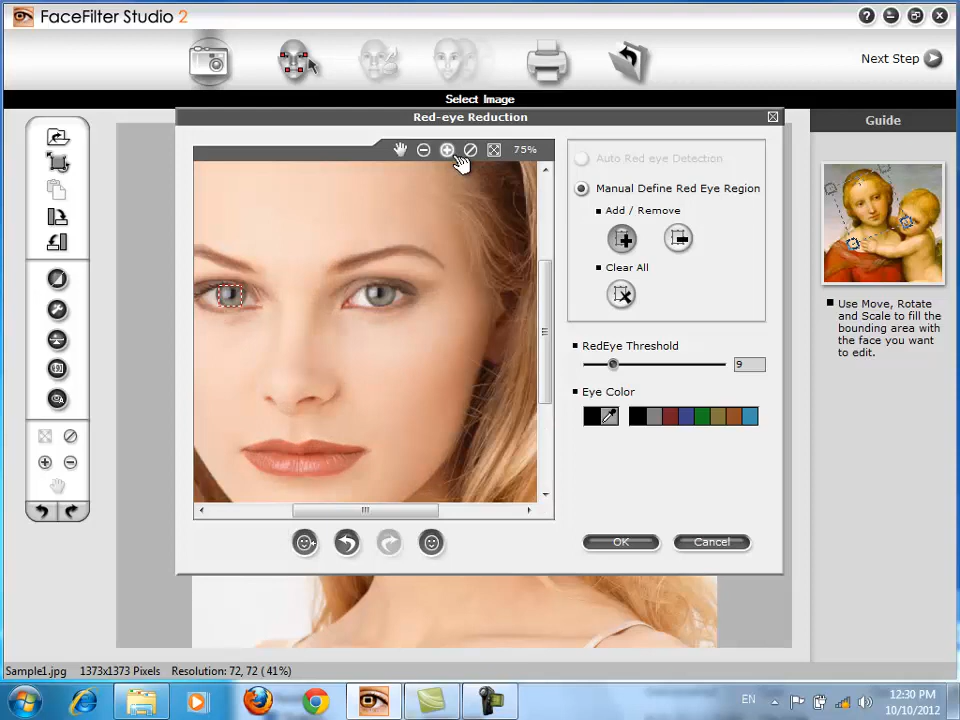 FaceFilter Studio 2
Next Step
Select Image
Red-eye Reduction
Guide
75%
Auto Red eye Detection
Manual Define Red Eye Region
Add / Remove
Clear All
RedEye Threshold
9
Eye Color
OK
Cancel
Use Move, Rotate
and Scale to fill the
bounding area with
the face you want
to edit.
Sample1.jpg 1373x1373 Pixels Resolution: 72, 72 ( 41%)
EN
12:30 PM
10/10/2012